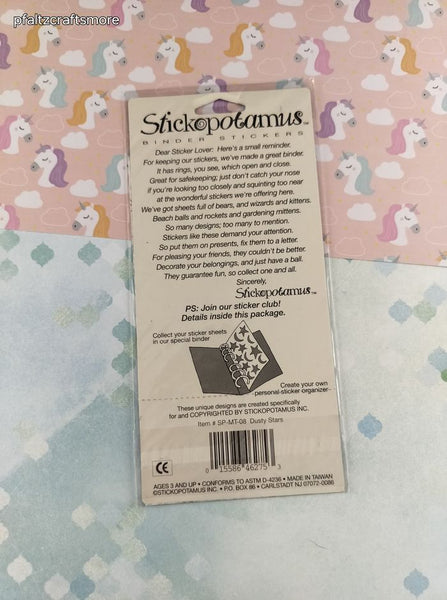 pfaltzcraftsmore
Stickopotamus™
BINDER STICKERS
Dear Sticker Lover: Here's a small reminder.
For keeping our stickers, we've made a great binder.
It has rings, you see, which open and close.
Great for safekeeping; just don't catch your nose
if you're looking too closely and squinting too near
at the wonderful stickers we're offering here.
We've got sheets full of bears, and wizards and kittens.
Beach balls and rockets and gardening mittens.
So many designs; too many to mention.
Stickers like these demand your attention.
So put them on presents, fix them to a letter.
For pleasing your friends, they couldn't be better.
Decorate your belongings, and just have a ball.
They guarantee fun, so collect one and all.
Sincerely,
Stickopotamus™
PS: Join our sticker club!
Details inside this package.
Collect your sticker sheets
in our special binder
Create your own
personal sticker organizer
These unique designs are created specifically
for and COPYRIGHTED BY STICKOPOTAMUS INC.
Item # SP-MT-08 Dusty Stars
0 15586 46275 3
CE
AGES 3 AND UP • CONFORMS TO ASTM D-4236 • MADE IN TAIWAN
©STICKOPOTAMUS INC. • P.O. BOX 86 • CARLSTADT NJ 07072-0086